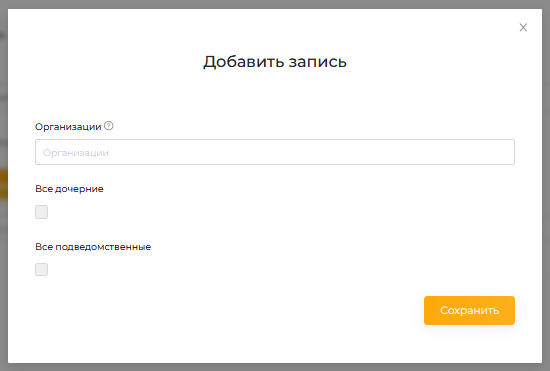 Добавить запись
Организации
Организации
Все дочерние
Все подведомственные
Сохранить